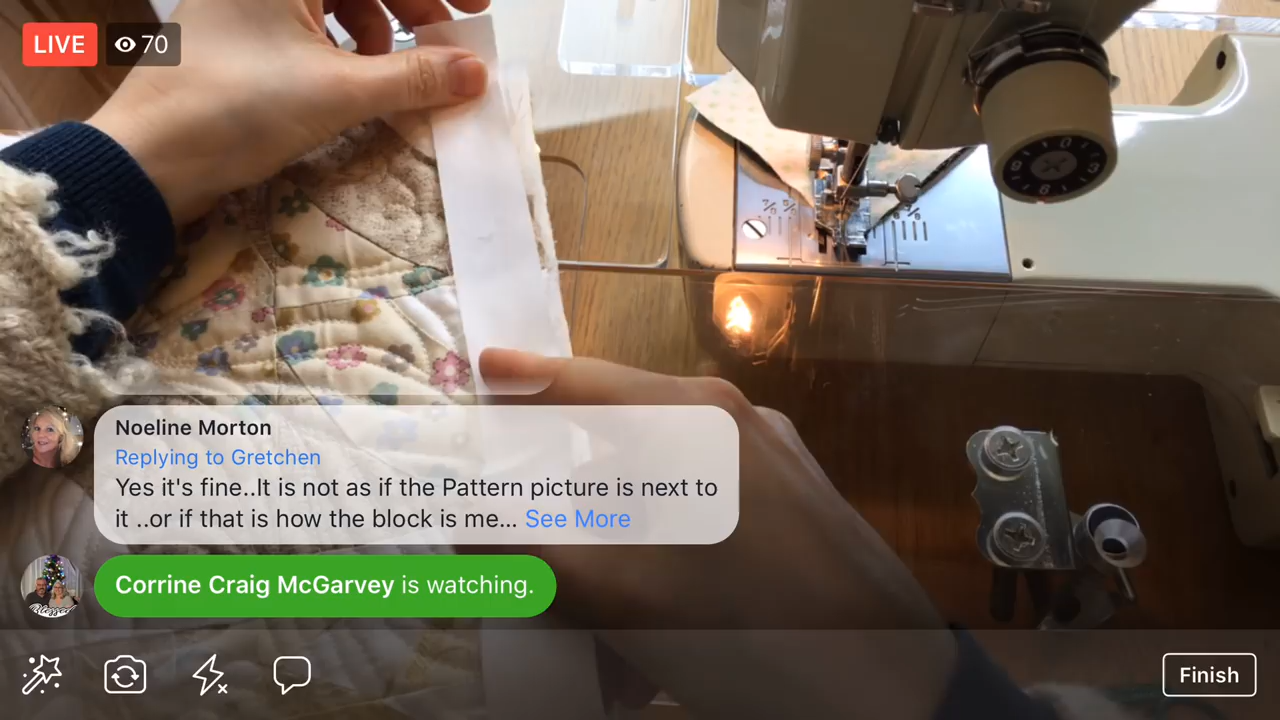 LIVE
70
Noeline Morton
Replying to Gretchen
Yes it's fine..It is not as if the Pattern picture is next to
it ..or if that is how the block is me... See More
Corrine Craig McGarvey is watching.
Finish